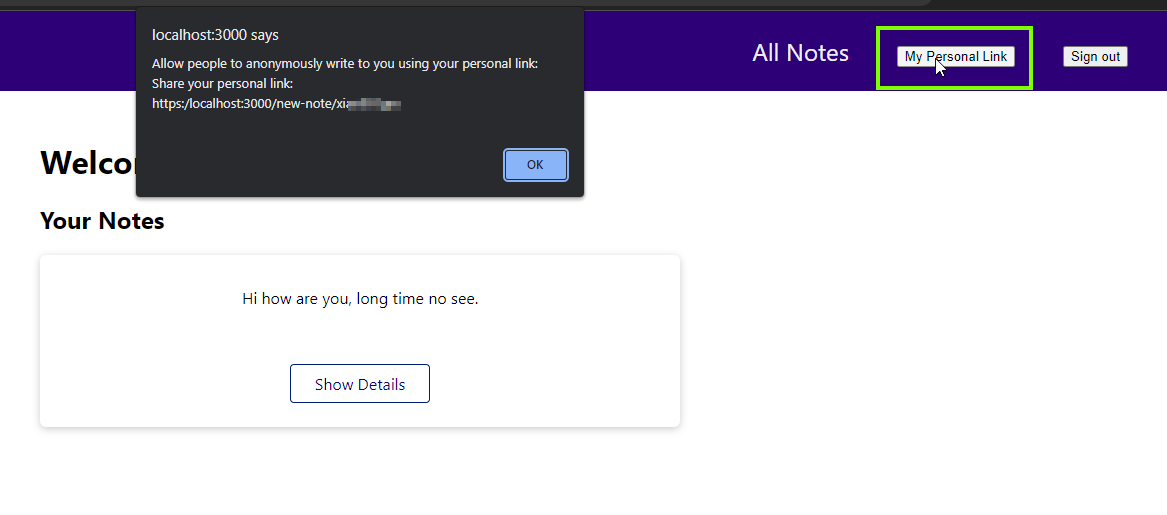 localhost:3000 says
Allow people to anonymously write to you using your personal link:
Share your personal link:
https:/localhost:3000/new-note/xia
All Notes
My Personal Link
Sign out
OK
Your Notes
Hi how are you, long time no see.
Show Details